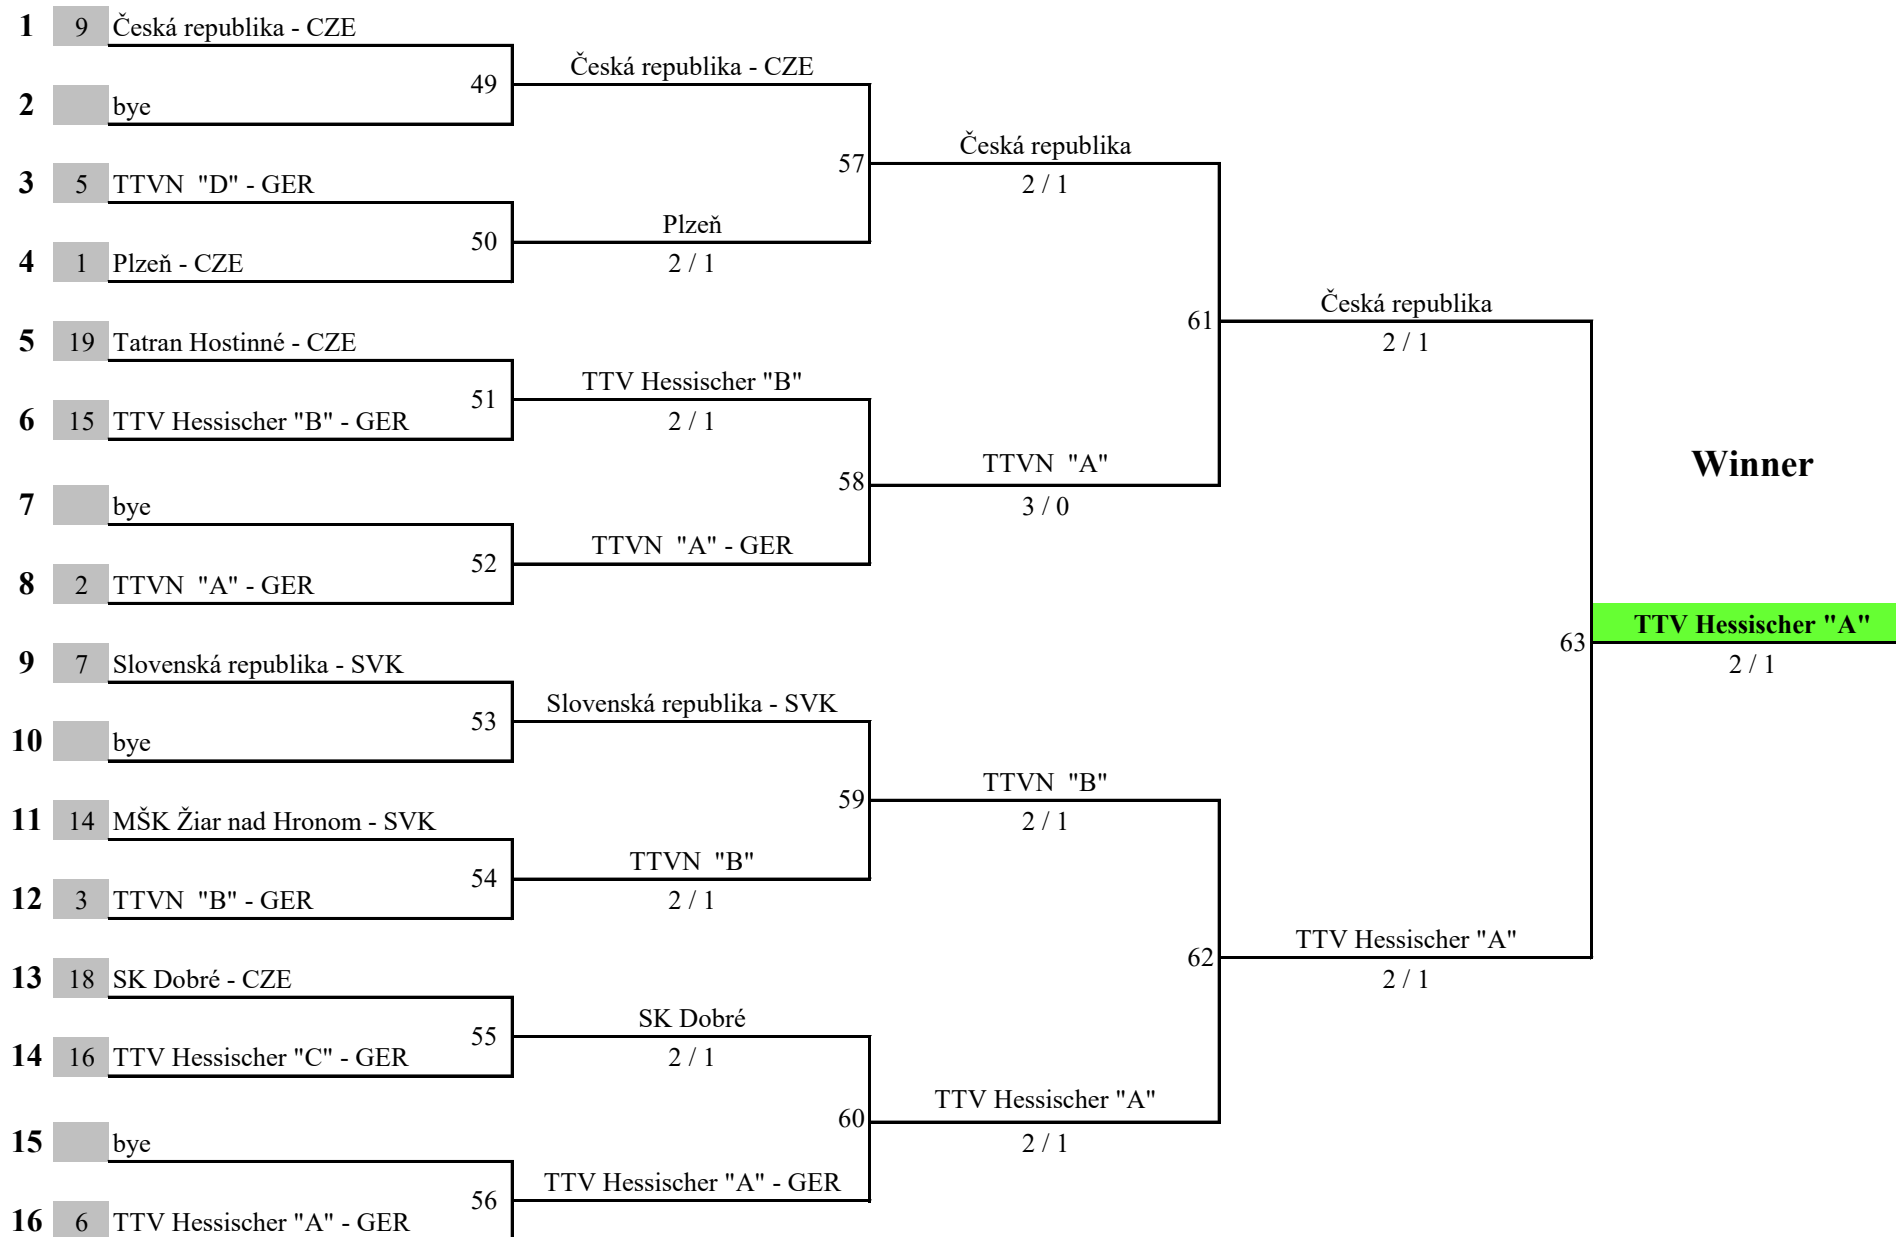 1 9 Česká republika - CZE
Česká republika - CZE
49
2 bye
Česká republika
57
3 5 TTVN "D" - GER
2 / 1
Plzeň
50
4 1 Plzeň - CZE
2 / 1
Česká republika
61
5 19 Tatran Hostinné - CZE
2 / 1
TTV Hessischer "B"
51
6 15 TTV Hessischer "B" - GER
2 / 1
TTVN "A"
Winner
58
7 bye
3 / 0
TTVN "A" - GER
52
8 2 TTVN "A" - GER
TTV Hessischer "A"
63
9 7 Slovenská republika - SVK
2 / 1
Slovenská republika - SVK
53
10 bye
TTVN "B"
59
11 14 MŠK Žiar nad Hronom - SVK
2 / 1
TTVN "B"
54
12 3 TTVN "B" - GER
2 / 1
TTV Hessischer "A"
62
13 18 SK Dobré - CZE
2 / 1
SK Dobré
55
14 16 TTV Hessischer "C" - GER
2 / 1
TTV Hessischer "A"
60
15 bye
2 / 1
TTV Hessischer "A" - GER
56
16 6 TTV Hessischer "A" - GER